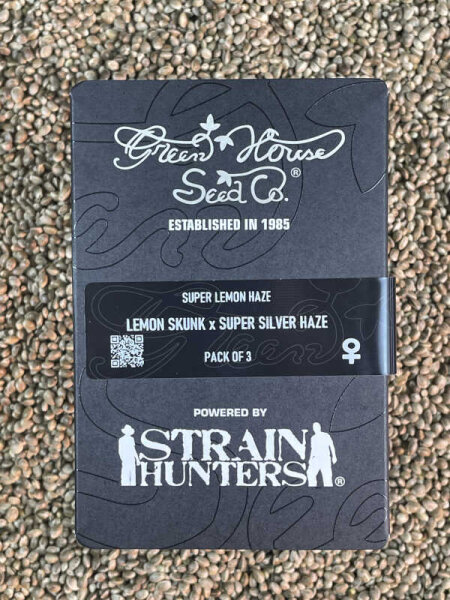 Green House
Seed Co.®
ESTABLISHED IN 1985
SUPER LEMON HAZE
LEMON SKUNK x SUPER SILVER HAZE
PACK OF 3
POWERED BY
STRAIN
HUNTERS®